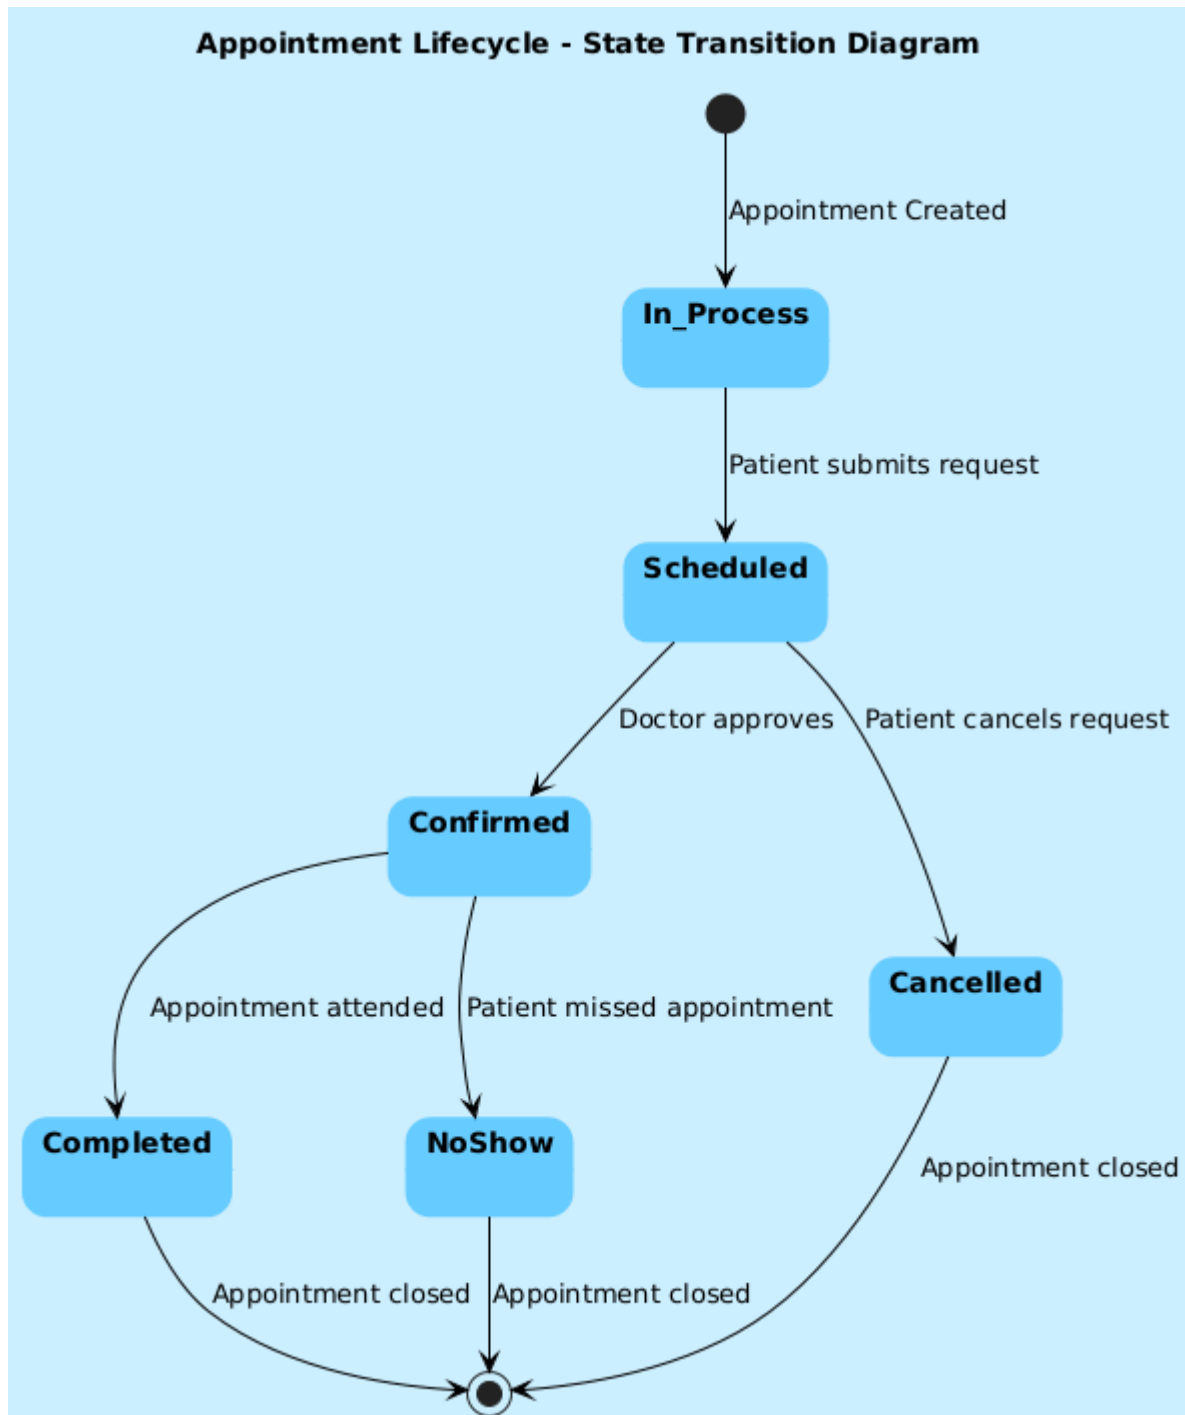 Appointment Lifecycle - State Transition Diagram
Appointment Created
In_Process
Patient submits request
Scheduled
Doctor approves
Patient cancels request
Confirmed
Cancelled
Appointment attended
Patient missed appointment
Completed
NoShow
Appointment closed
Appointment closed
Appointment closed